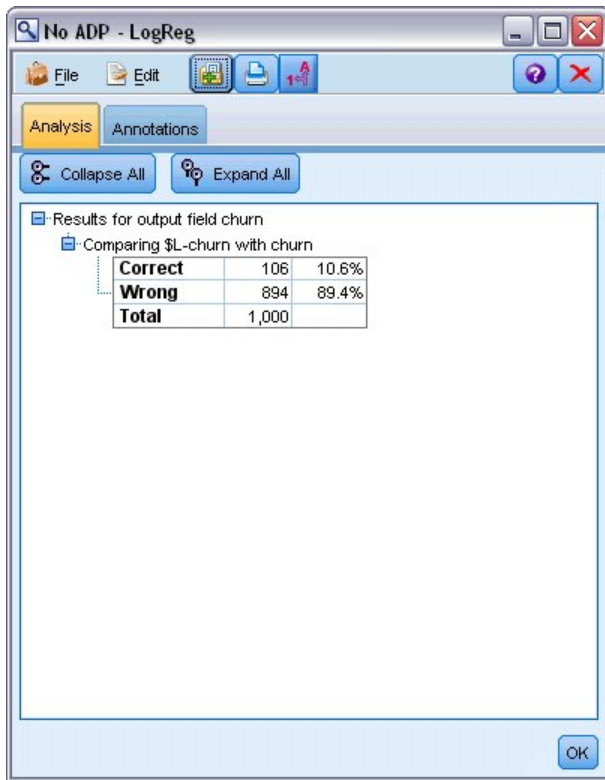 No ADP - LogReg
File Edit
Analysis Annotations
Collapse All Expand All
Results for output field churn
Comparing $L-churn with churn
Correct 106 10.6%
Wrong 894 89.4%
Total 1,000
OK